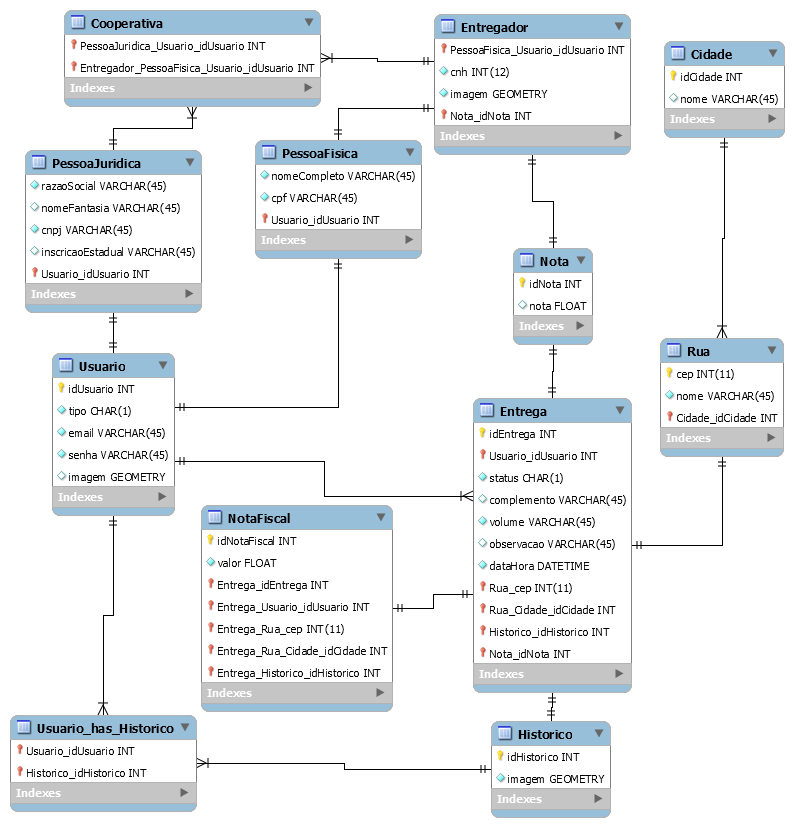 Cooperativa
PessoaJuridica_Usuario_idUsuario INT
Entregador_PessoaFisica_Usuario_idUsuario INT
Indexes
Entregador
PessoaFisica_Usuario_idUsuario INT
cnh INT(12)
imagem GEOMETRY
Nota_idNota INT
Indexes
Cidade
idCidade INT
nome VARCHAR(45)
Indexes
PessoaJuridica
razaoSocial VARCHAR(45)
nomeFantasia VARCHAR(45)
cnpj VARCHAR(45)
inscricaoEstadual VARCHAR(45)
Usuario_idUsuario INT
Indexes
PessoaFisica
nomeCompleto VARCHAR(45)
cpf VARCHAR(45)
Usuario_idUsuario INT
Indexes
Nota
idNota INT
nota FLOAT
Indexes
Rua
cep INT(11)
nome VARCHAR(45)
Cidade_idCidade INT
Indexes
Usuario
idUsuario INT
tipo CHAR(1)
email VARCHAR(45)
senha VARCHAR(45)
imagem GEOMETRY
Indexes
Entrega
idEntrega INT
Usuario_idUsuario INT
status CHAR(1)
complemento VARCHAR(45)
volume VARCHAR(45)
observacao VARCHAR(45)
dataHora DATETIME
Rua_cep INT(11)
Rua_Cidade_idCidade INT
Historico_idHistorico INT
Nota_idNota INT
Indexes
NotaFiscal
idNotaFiscal INT
valor FLOAT
Entrega_idEntrega INT
Entrega_Usuario_idUsuario INT
Entrega_Rua_cep INT(11)
Entrega_Rua_Cidade_idCidade INT
Entrega_Historico_idHistorico INT
Indexes
Usuario_has_Historico
Usuario_idUsuario INT
Historico_idHistorico INT
Indexes
Historico
idHistorico INT
imagem GEOMETRY
Indexes